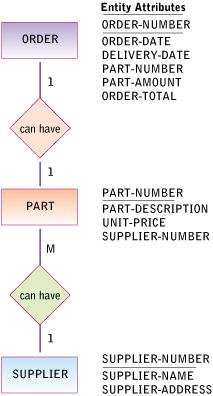 Entity Attributes
ORDER-NUMBER
ORDER
ORDER-DATE
DELIVERY-DATE
PART-NUMBER
PART-AMOUNT
ORDER-TOTAL
1
can have
1
PART-NUMBER
PART
PART-DESCRIPTION
UNIT-PRICE
SUPPLIER-NUMBER
M
can have
1
SUPPLIER-NUMBER
SUPPLIER
SUPPLIER-NAME
SUPPLIER-ADDRESS